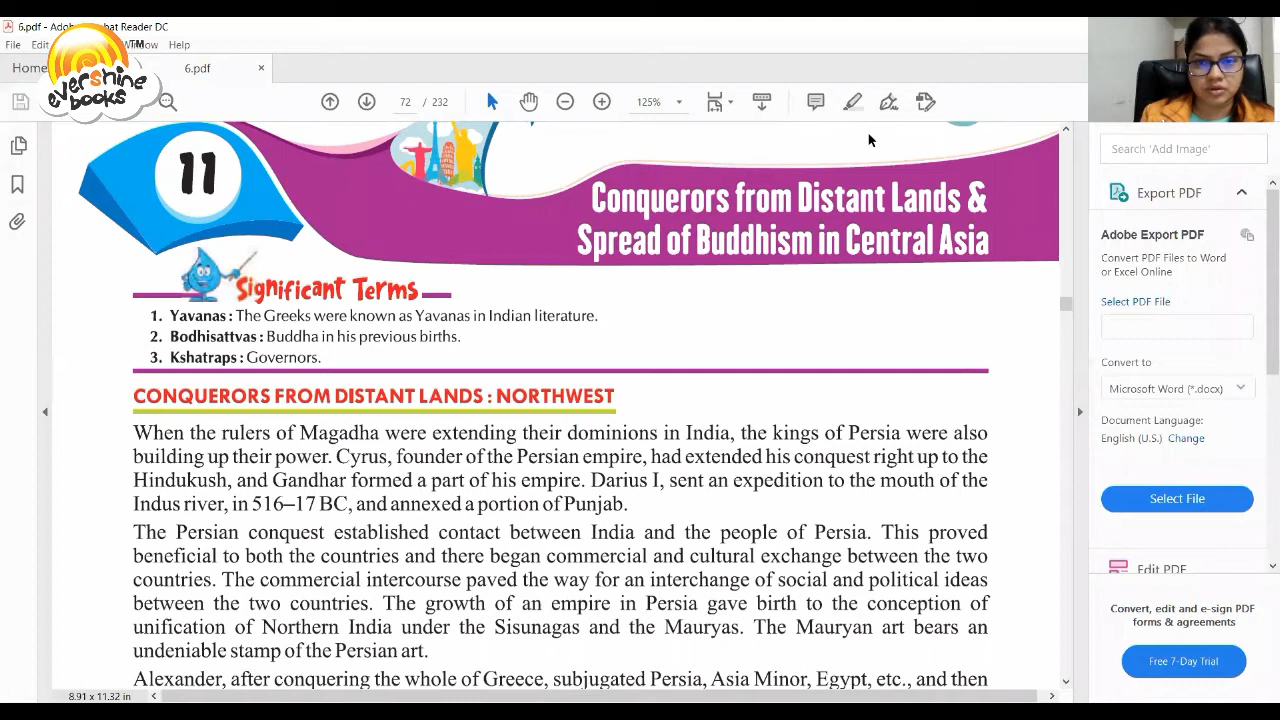 6.pdf - Ado bat Reader DC
File Edit Window Help
evershine
books
TM
Home
6.pdf ×
72 / 232
125%
11
Conquerors from Distant Lands &
Spread of Buddhism in Central Asia
Significant Terms
1. Yavanas : The Greeks were known as Yavanas in Indian literature.
2. Bodhisattvas : Buddha in his previous births.
3. Kshatraps : Governors.
CONQUERORS FROM DISTANT LANDS : NORTHWEST
When the rulers of Magadha were extending their dominions in India, the kings of Persia were also
building up their power. Cyrus, founder of the Persian empire, had extended his conquest right up to the
Hindukush, and Gandhar formed a part of his empire. Darius I, sent an expedition to the mouth of the
Indus river, in 516–17 BC, and annexed a portion of Punjab.
The Persian conquest established contact between India and the people of Persia. This proved
beneficial to both the countries and there began commercial and cultural exchange between the two
countries. The commercial intercourse paved the way for an interchange of social and political ideas
between the two countries. The growth of an empire in Persia gave birth to the conception of
unification of Northern India under the Sisunagas and the Mauryas. The Mauryan art bears an
undeniable stamp of the Persian art.
Alexander, after conquering the whole of Greece, subjugated Persia, Asia Minor, Egypt, etc., and then
8.91 x 11.32 in
Search 'Add Image'
Export PDF
Adobe Export PDF
Convert PDF Files to Word
or Excel Online
Select PDF File
Convert to
Microsoft Word (*.docx)
Document Language:
English (U.S.) Change
Select File
Edit PDF
Convert, edit and e-sign PDF
forms & agreements
Free 7-Day Trial